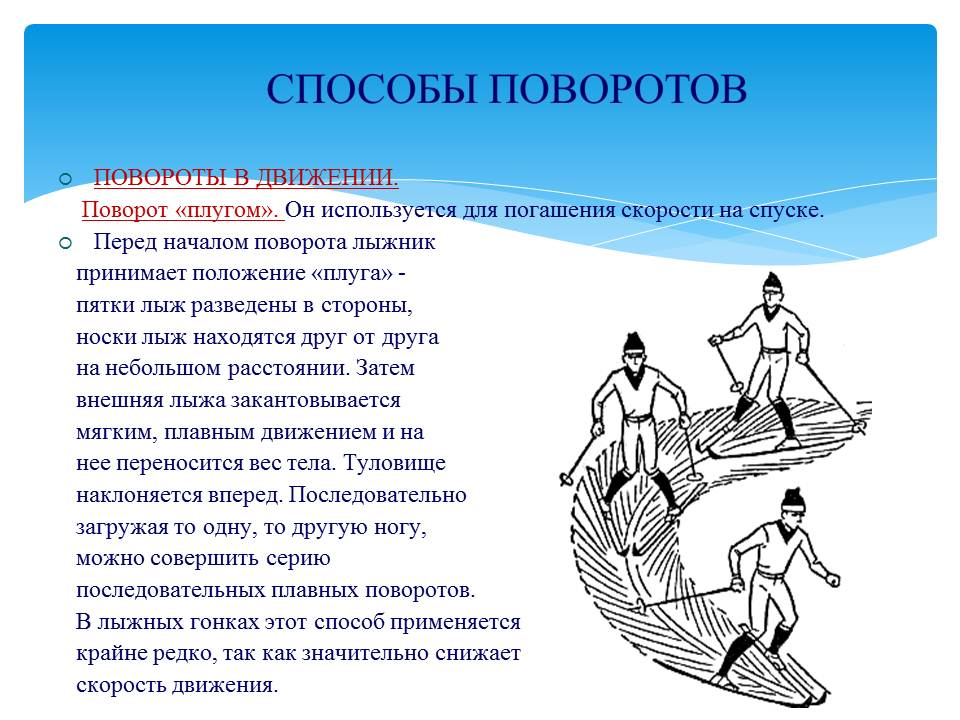 СПОСОБЫ ПОВОРОТОВ
ПОВОРОТЫ В ДВИЖЕНИИ.
Поворот «плугом». Он используется для погашения скорости на спуске.
Перед началом поворота лыжник
принимает положение «плуга» -
пятки лыж разведены в стороны,
носки лыж находятся друг от друга
на небольшом расстоянии. Затем
внешняя лыжа закантовывается
мягким, плавным движением и на
нее переносится вес тела. Туловище
наклоняется вперед. Последовательно
загружая то одну, то другую ногу,
можно совершить серию
последовательных плавных поворотов.
В лыжных гонках этот способ применяется
крайне редко, так как значительно снижает
скорость движения.